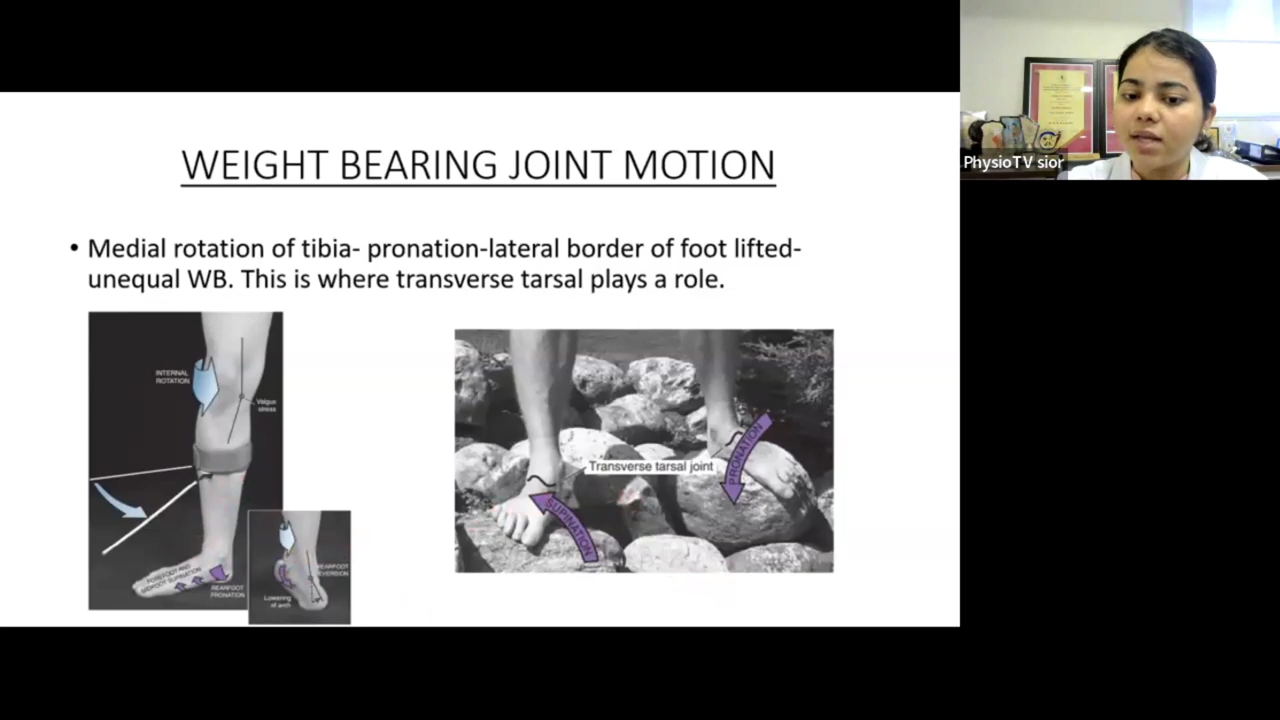 WEIGHT BEARING JOINT MOTION
• Medial rotation of tibia- pronation-lateral border of foot lifted-
unequal WB. This is where transverse tarsal plays a role.
INTERNAL
ROTATION
Valgus
stress
FOREFOOT AND
MIDFOOT SUPINATION
REARFOOT
PRONATION
REARFOOT
EVERSION
Lowering
of arch
Transverse tarsal joint
SUPINATION
PRONATION
PhysioTV sior